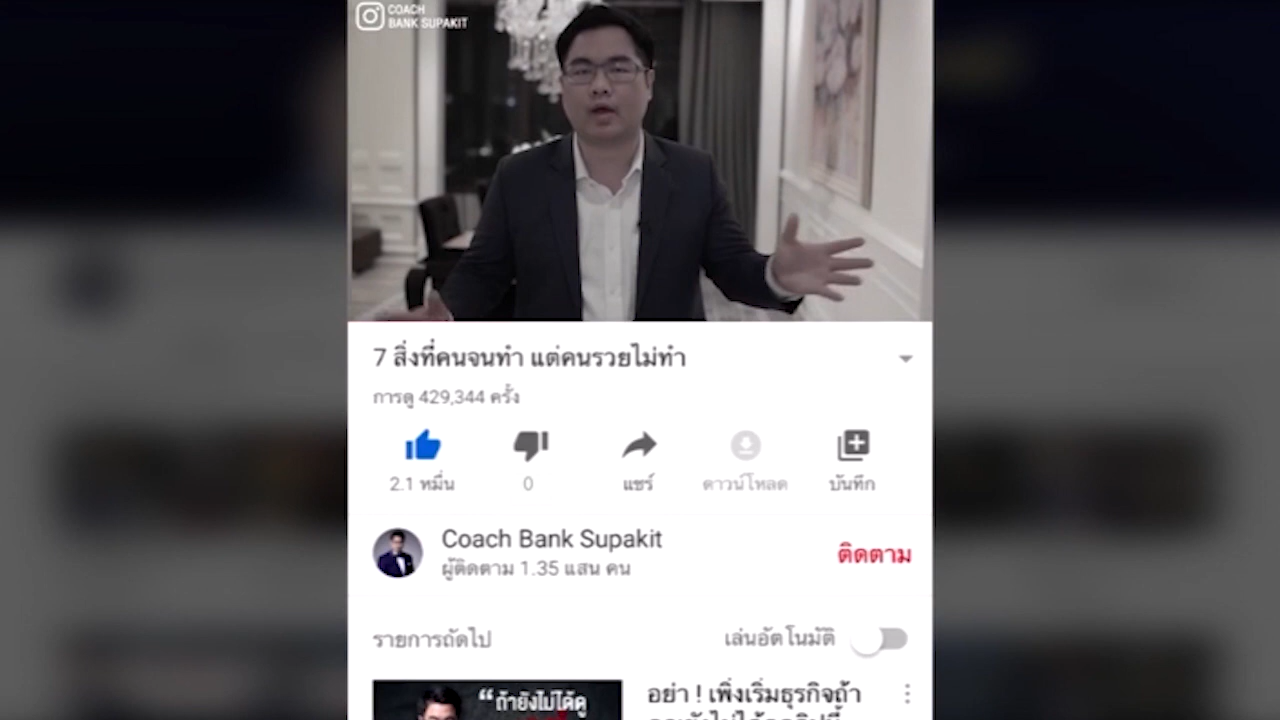 COACH
BANK SUPAKIT
7 สิ่งที่คนจนทำ แต่คนรวยไม่ทำ
การดู 429,344 ครั้ง
2.1 หมื่น
0
แชร์
ดาวน์โหลด
บันทึก
Coach Bank Supakit
ผู้ติดตาม 1.35 แสน คน
ติดตาม
รายการถัดไป
เล่นอัตโนมัติ
“ถ้ายังไม่ได้ดู
อย่า ! เพิ่งเริ่มธุรกิจถ้า